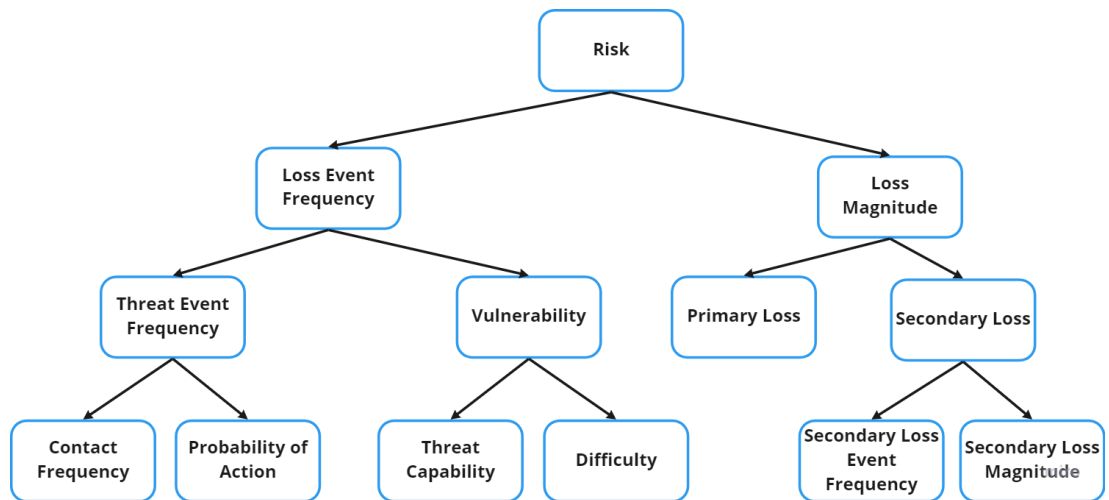 Risk
Loss Event
Frequency
Loss
Magnitude
Threat Event
Frequency
Vulnerability
Primary Loss
Secondary Loss
Contact
Frequency
Probability of
Action
Threat
Capability
Difficulty
Secondary Loss
Event
Frequency
Secondary Loss
Magnitude